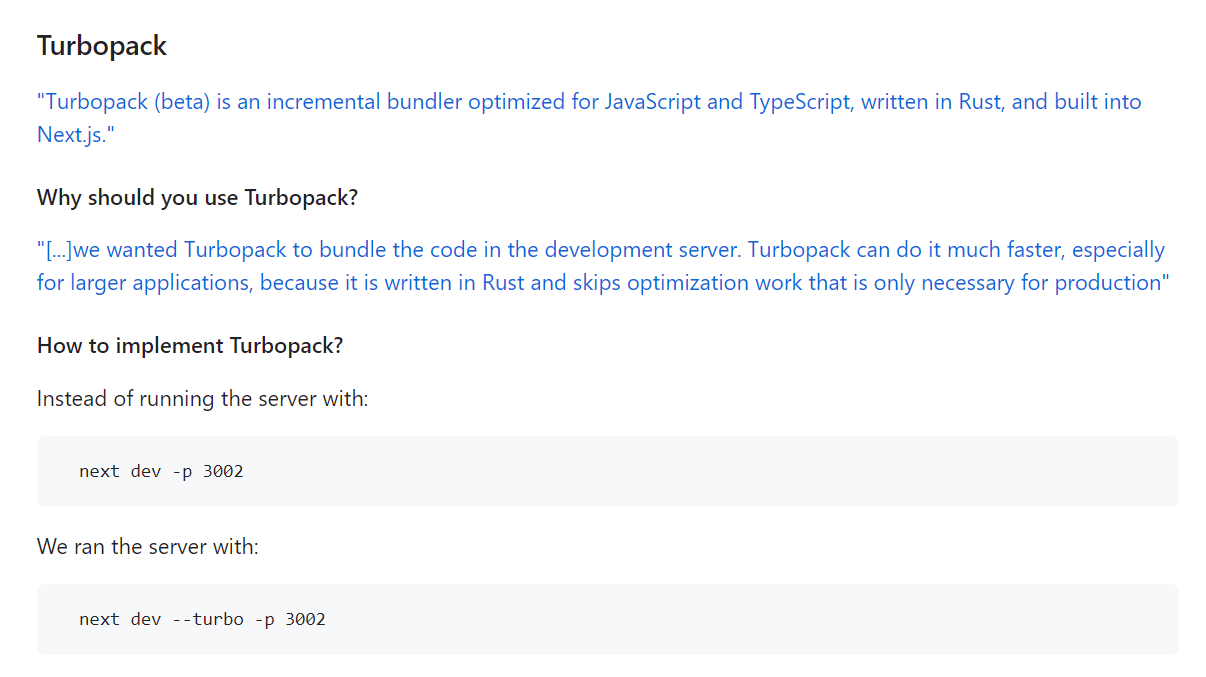 Turbopack
"Turbopack (beta) is an incremental bundler optimized for JavaScript and TypeScript, written in Rust, and built into
Next.js."
Why should you use Turbopack?
"[...]we wanted Turbopack to bundle the code in the development server. Turbopack can do it much faster, especially
for larger applications, because it is written in Rust and skips optimization work that is only necessary for production"
How to implement Turbopack?
Instead of running the server with:
next dev -p 3002
We ran the server with:
next dev --turbo -p 3002